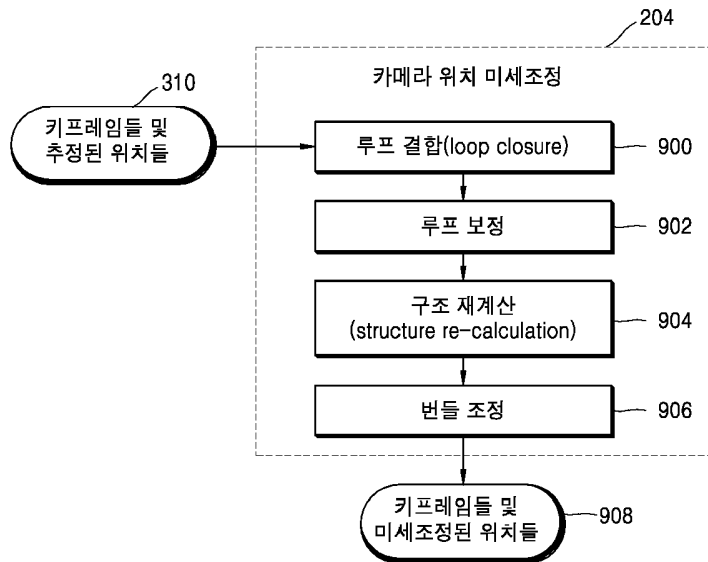 204
카메라 위치 미세조정
310
키프레임들 및
추정된 위치들
루프 결합(loop closure)
900
루프 보정
902
구조 재계산
(structure re-calculation)
904
번들 조정
906
키프레임들 및
미세조정된 위치들
908